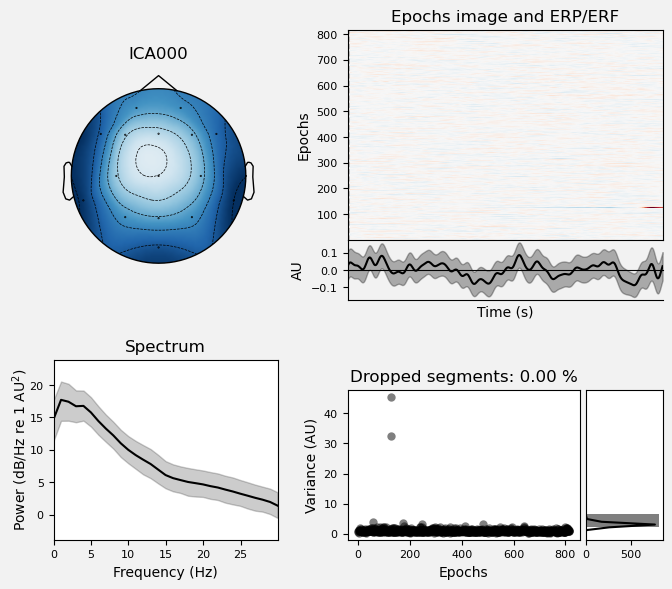 ICA000
Epochs image and ERP/ERF
Epochs
800
700
600
500
400
300
200
100
AU
0.1
0.0
−0.1
Time (s)
Spectrum
Power (dB/Hz re 1 AU²)
20
15
10
5
0
0 5 10 15 20 25
Frequency (Hz)
Dropped segments: 0.00 %
Variance (AU)
40
30
20
10
0
0 200 400 600 800
Epochs
0 500